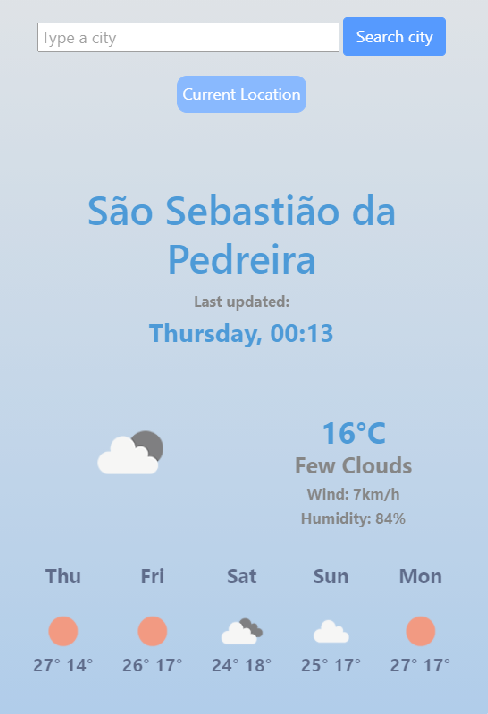 Type a city
Search city
Current Location
São Sebastião da
Pedreira
Last updated:
Thursday, 00:13
16°C
Few Clouds
Wind: 7km/h
Humidity: 84%
Thu Fri Sat Sun Mon
27° 14° 26° 17° 24° 18° 25° 17° 27° 17°